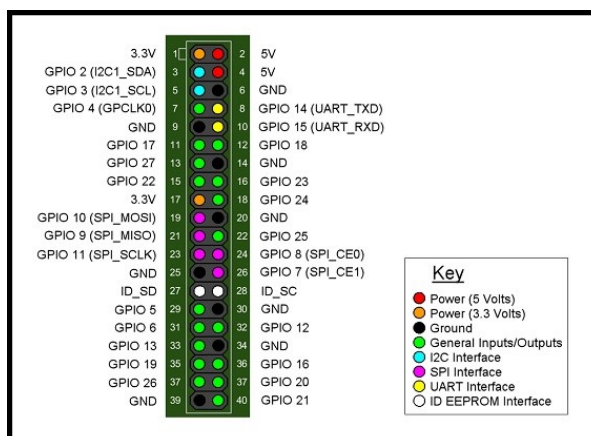 3.3V 1 2 5V
GPIO 2 (I2C1_SDA) 3 4 5V
GPIO 3 (I2C1_SCL) 5 6 GND
GPIO 4 (GPCLK0) 7 8 GPIO 14 (UART_TXD)
GND 9 10 GPIO 15 (UART_RXD)
GPIO 17 11 12 GPIO 18
GPIO 27 13 14 GND
GPIO 22 15 16 GPIO 23
3.3V 17 18 GPIO 24
GPIO 10 (SPI_MOSI) 19 20 GND
GPIO 9 (SPI_MISO) 21 22 GPIO 25
GPIO 11 (SPI_SCLK) 23 24 GPIO 8 (SPI_CE0)
GND 25 26 GPIO 7 (SPI_CE1)
ID_SD 27 28 ID_SC
GPIO 5 29 30 GND
GPIO 6 31 32 GPIO 12
GPIO 13 33 34 GND
GPIO 19 35 36 GPIO 16
GPIO 26 37 37 GPIO 20
GND 39 40 GPIO 21
Key
Power (5 Volts)
Power (3.3 Volts)
Ground
General Inputs/Outputs
I2C Interface
SPI Interface
UART Interface
ID EEPROM Interface